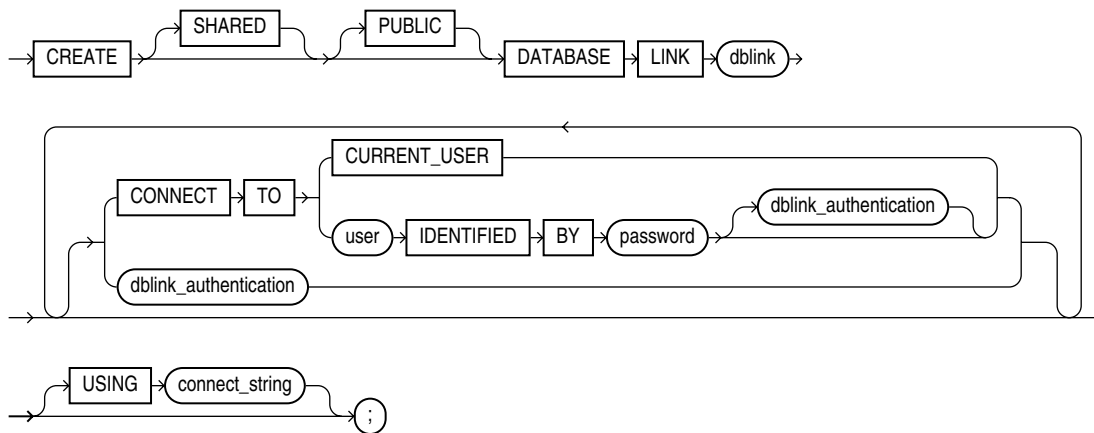 SHARED PUBLIC
CREATE DATABASE LINK dblink
CURRENT_USER
CONNECT TO dblink_authentication
user IDENTIFIED BY password
dblink_authentication
USING connect_string
;